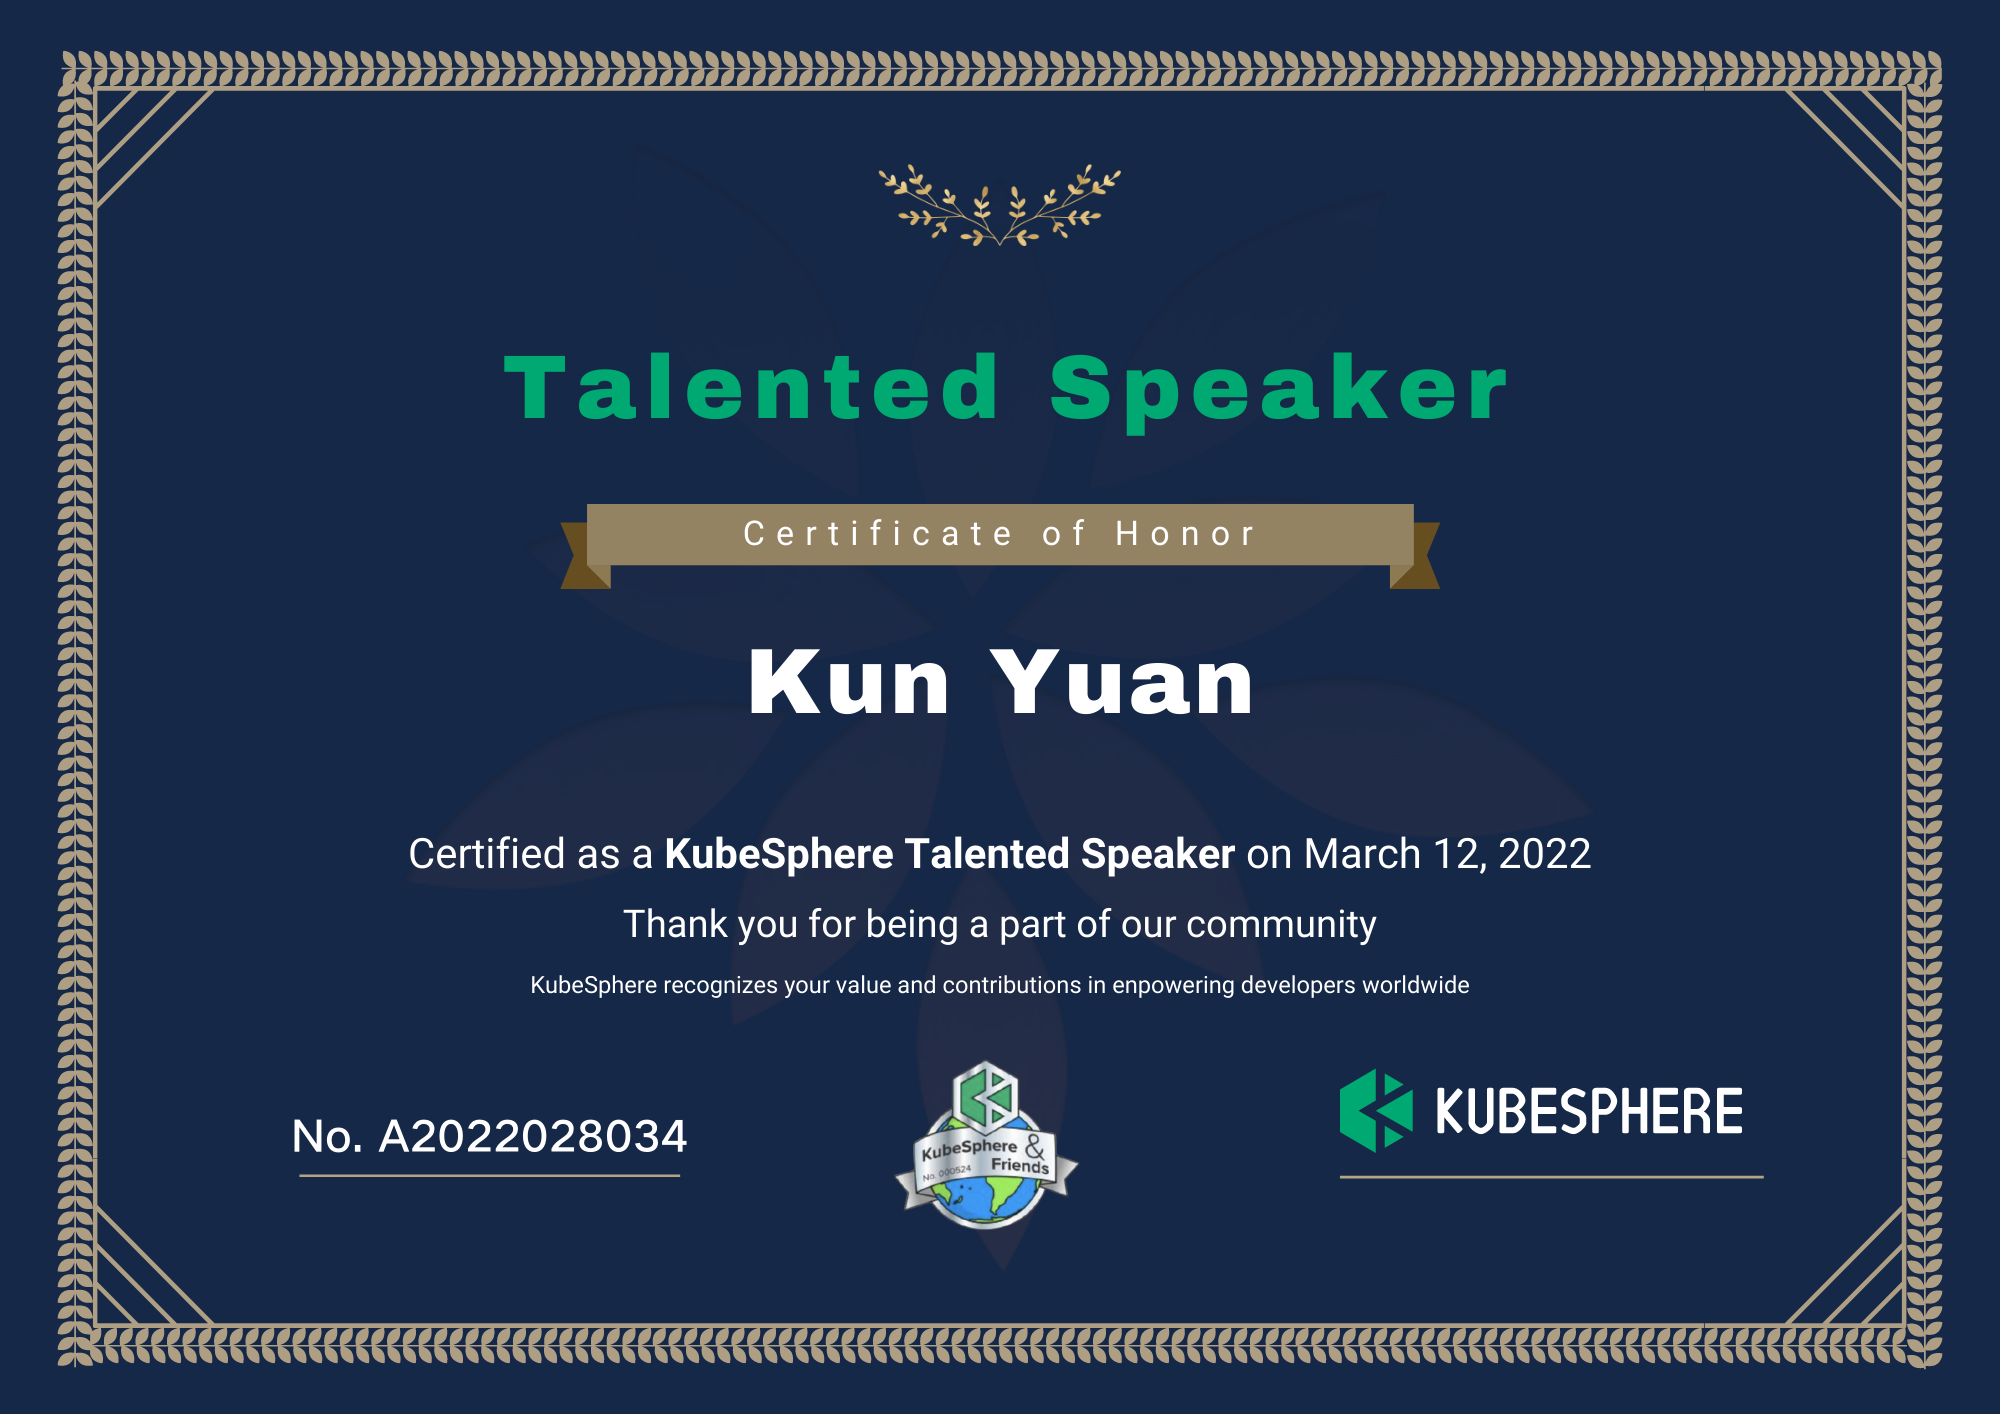 Talented Speaker
Certificate of Honor
Kun Yuan
Certified as a KubeSphere Talented Speaker on March 12, 2022
Thank you for being a part of our community
KubeSphere recognizes your value and contributions in enpowering developers worldwide
No. A2022028034
KubeSphere &
Friends
No. 000524
KUBESPHERE